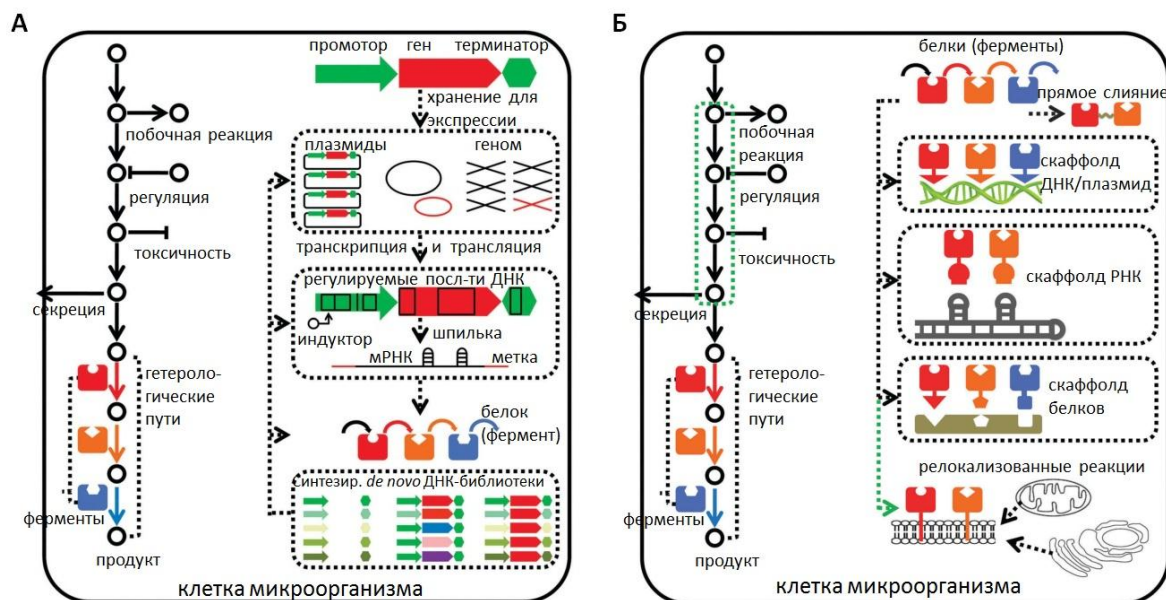 А
промотор ген терминатор
хранение для
экспрессии
побочная реакция
плазмиды геном
регуляция
транскрипция и трансляция
токсичность
регулируемые посл-ти ДНК
секреция
индуктор
шпилька
мРНК метка
гетероло-
гические
пути
белок
(фермент)
синтезир. de novo ДНК-библиотеки
ферменты
продукт
клетка микроорганизма
Б
белки (ферменты)
прямое слияние
побочная
реакция
скаффолд
ДНК/плазмид
регуляция
токсичность
скаффолд РНК
секреция
гетероло-
гические
пути
скаффолд
белков
релокализованные реакции
ферменты
продукт
клетка микроорганизма